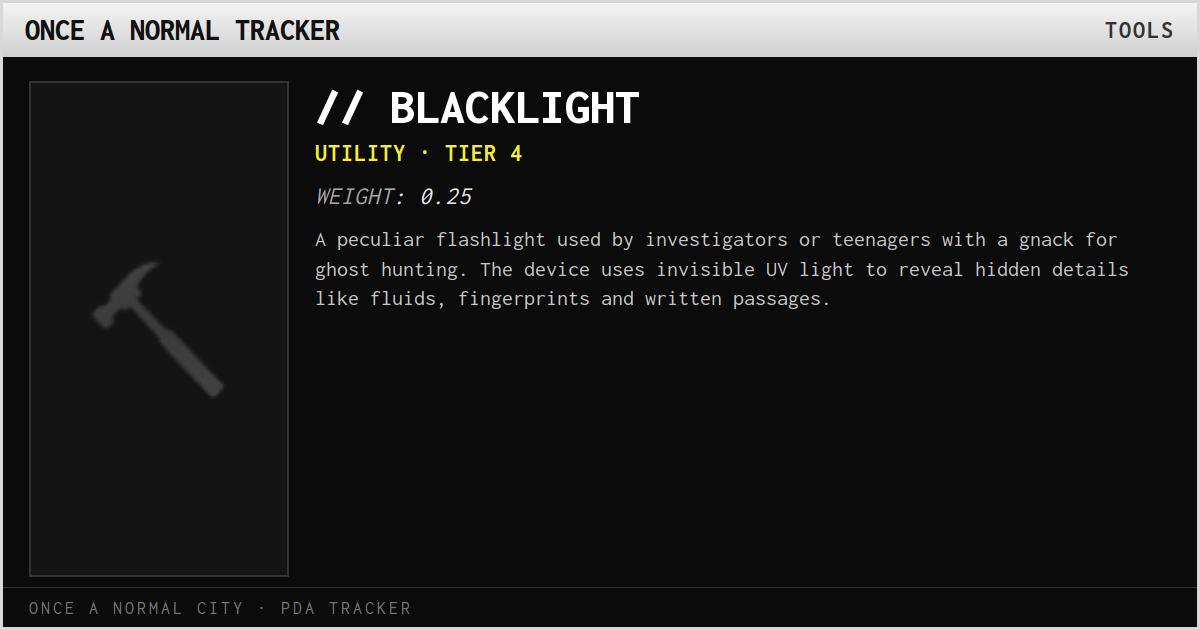 ONCE A NORMAL TRACKER
TOOLS
// BLACKLIGHT
UTILITY · TIER 4
WEIGHT: 0.25
A peculiar flashlight used by investigators or teenagers with a gnack for
ghost hunting. The device uses invisible UV light to reveal hidden details
like fluids, fingerprints and written passages.
ONCE A NORMAL CITY · PDA TRACKER